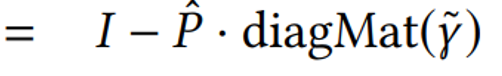 = I − P̂ · diagMat(γ̃)